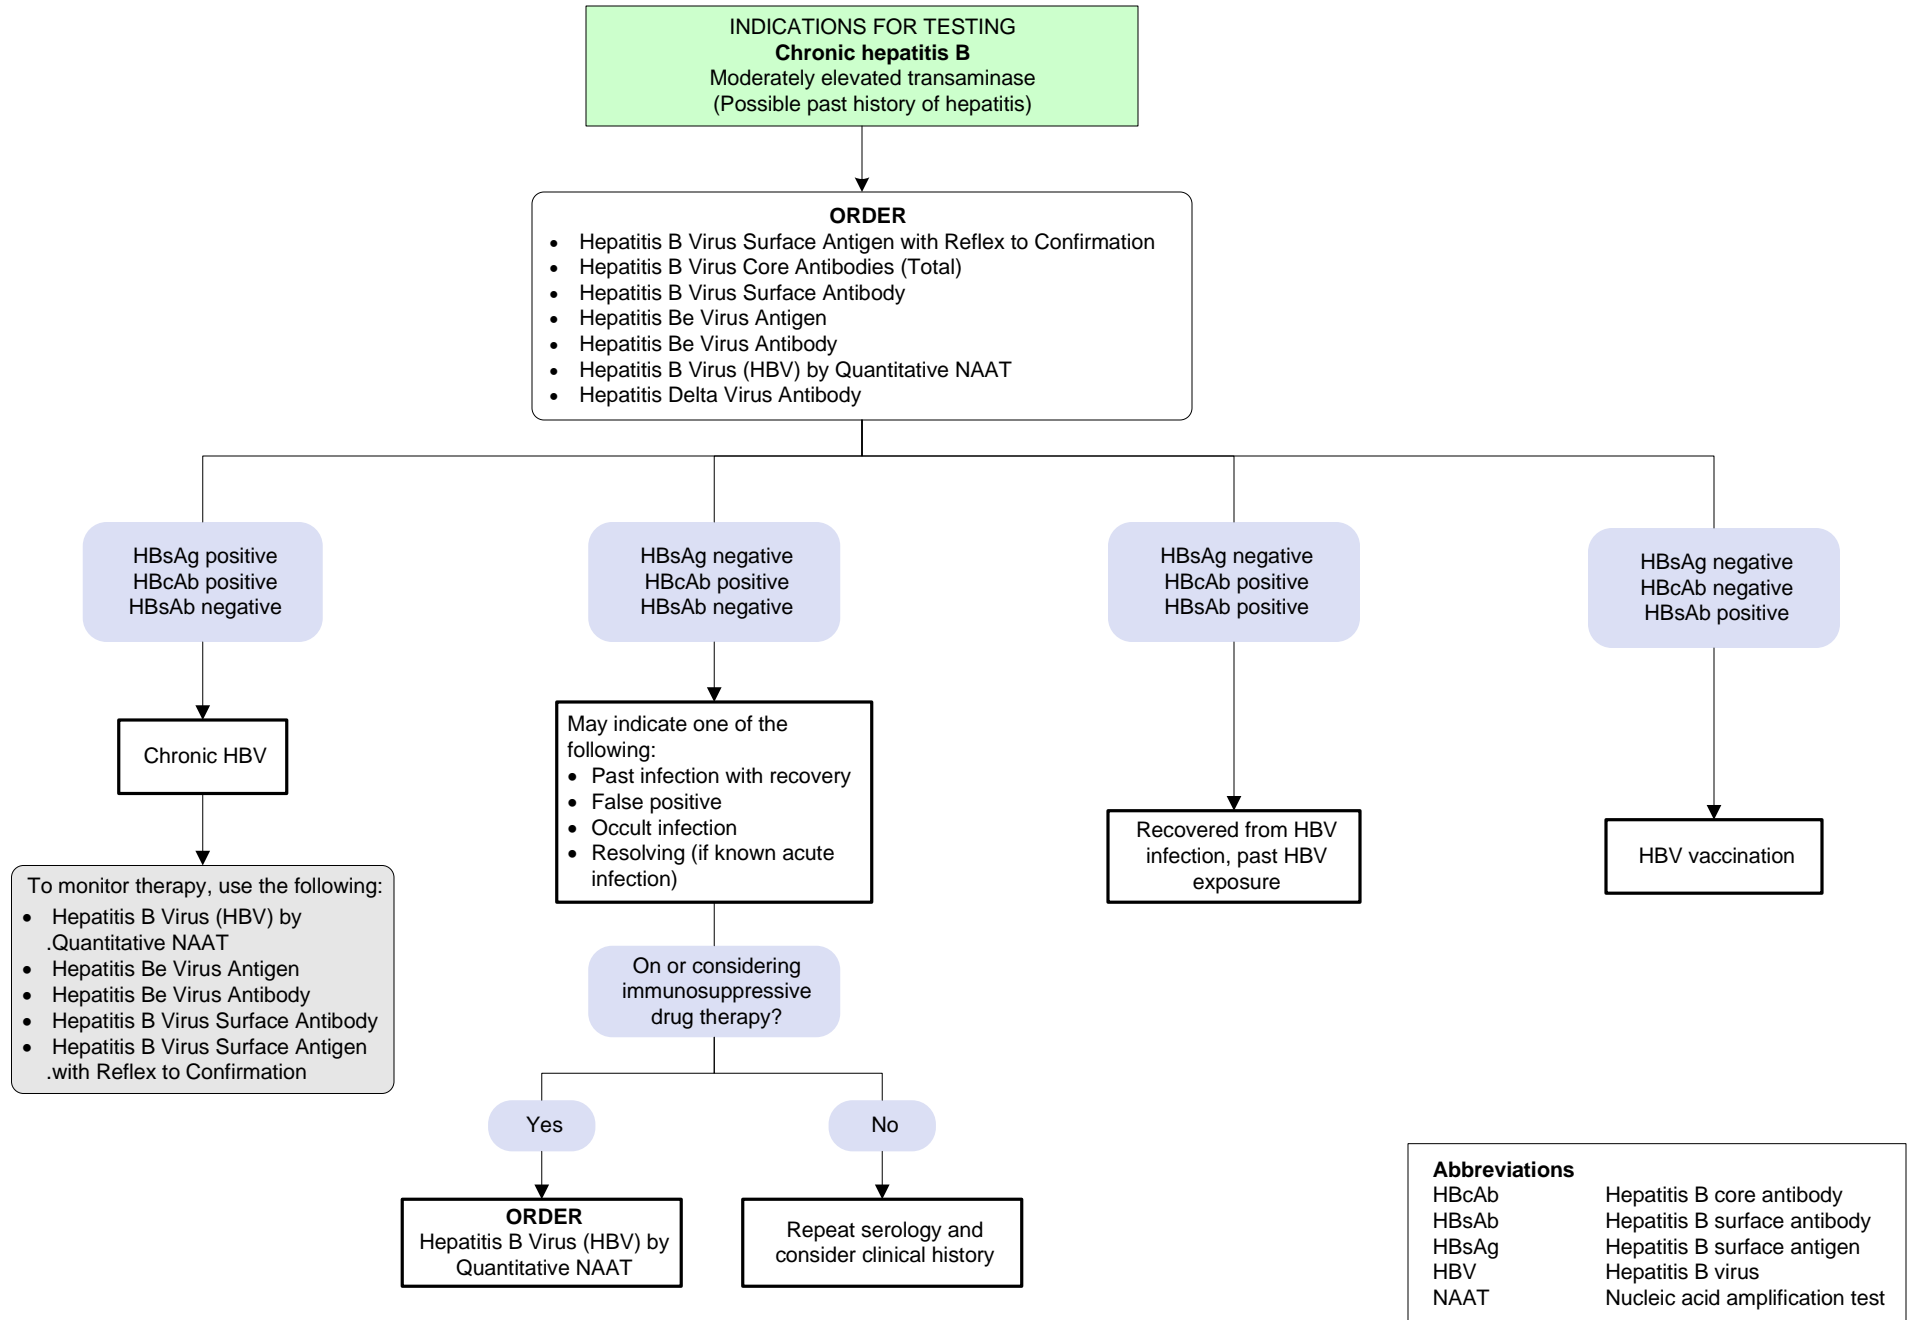 INDICATIONS FOR TESTING
Chronic hepatitis B
Moderately elevated transaminase
(Possible past history of hepatitis)
ORDER
• Hepatitis B Virus Surface Antigen with Reflex to Confirmation
• Hepatitis B Virus Core Antibodies (Total)
• Hepatitis B Virus Surface Antibody
• Hepatitis Be Virus Antigen
• Hepatitis Be Virus Antibody
• Hepatitis B Virus (HBV) by Quantitative NAAT
• Hepatitis Delta Virus Antibody
HBsAg positive
HBcAb positive
HBsAb negative
HBsAg negative
HBcAb positive
HBsAb negative
HBsAg negative
HBcAb positive
HBsAb positive
HBsAg negative
HBcAb negative
HBsAb positive
Chronic HBV
May indicate one of the
following:
• Past infection with recovery
• False positive
• Occult infection
• Resolving (if known acute
infection)
Recovered from HBV
infection, past HBV
exposure
HBV vaccination
To monitor therapy, use the following:
• Hepatitis B Virus (HBV) by
.Quantitative NAAT
• Hepatitis Be Virus Antigen
• Hepatitis Be Virus Antibody
• Hepatitis B Virus Surface Antibody
• Hepatitis B Virus Surface Antigen
.with Reflex to Confirmation
On or considering
immunosuppressive
drug therapy?
Yes
No
ORDER
Hepatitis B Virus (HBV) by
Quantitative NAAT
Repeat serology and
consider clinical history
Abbreviations
HBcAb Hepatitis B core antibody
HBsAb Hepatitis B surface antibody
HBsAg Hepatitis B surface antigen
HBV Hepatitis B virus
NAAT Nucleic acid amplification test